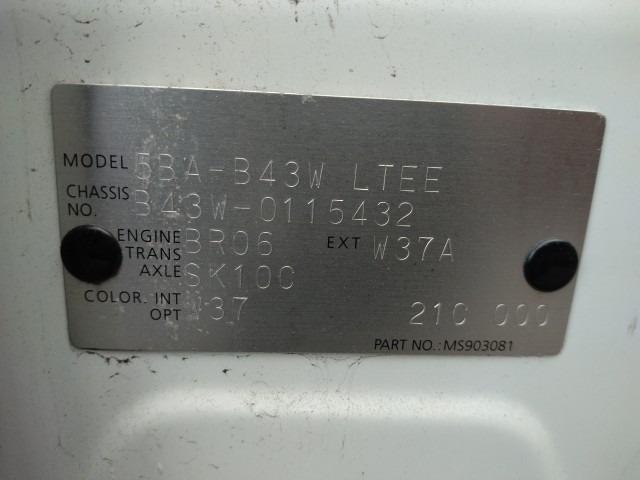 MODEL 5BA-B43W LTEE
CHASSIS NO. B43W-0115432
ENGINE BR06 EXT W37A
TRANS AXLE SK10C
COLOR. INT 37
OPT 21C 000
PART NO.: MS903081